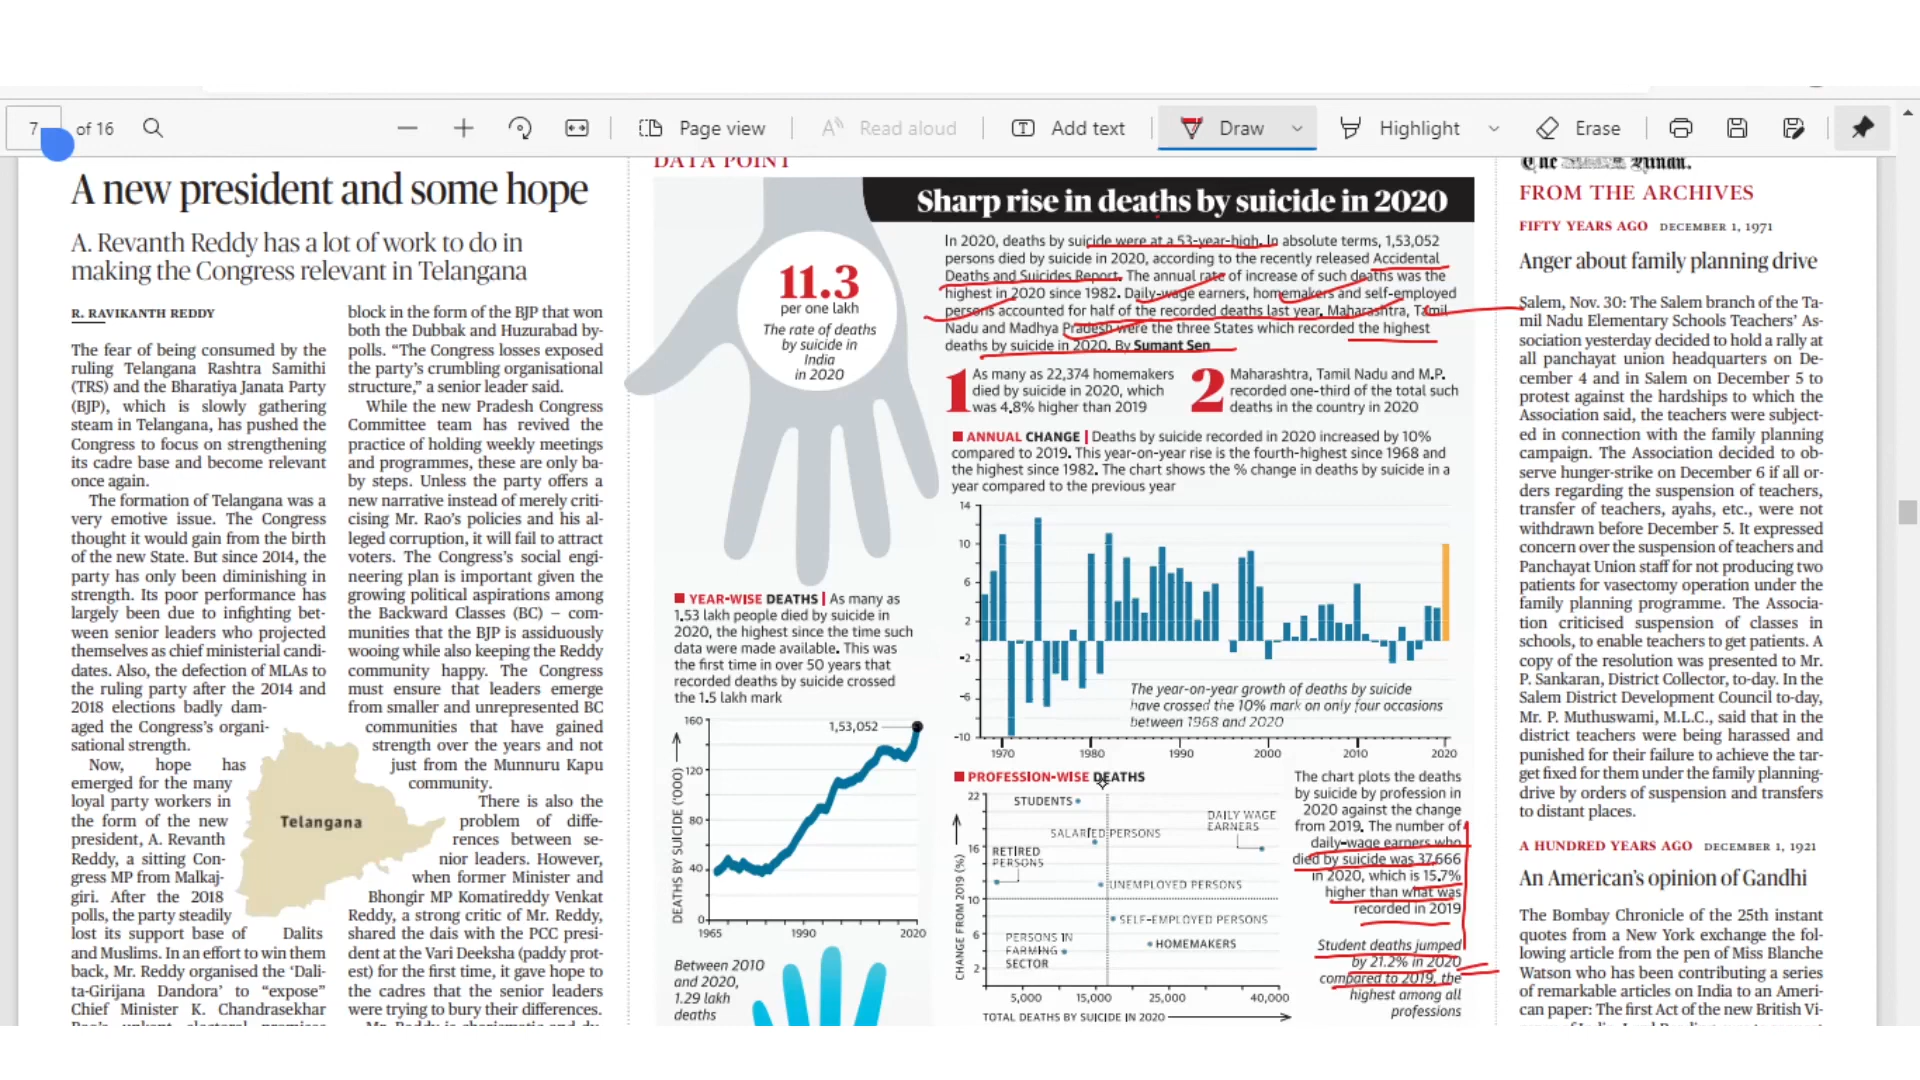 7 of 16
Page view
Read aloud
Add text
Draw
Highlight
Erase
A new president and some hope
A. Revanth Reddy has a lot of work to do in
making the Congress relevant in Telangana
R. RAVIKANTH REDDY
The fear of being consumed by the
ruling Telangana Rashtra Samithi
(TRS) and the Bharatiya Janata Party
(BJP), which is slowly gathering
steam in Telangana, has pushed the
Congress to focus on strengthening
its cadre base and become relevant
once again.
The formation of Telangana was a
very emotive issue. The Congress
thought it would gain from the birth
of the new State. But since 2014, the
party has only been diminishing in
strength. Its poor performance has
largely been due to infighting bet-
ween senior leaders who projected
themselves as chief ministerial candi-
dates. Also, the defection of MLAs to
the ruling party after the 2014 and
2018 elections badly dam-
aged the Congress's organi-
sational strength.
Now, hope has
emerged for the many
loyal party workers in
the form of the new
president, A. Revanth
Reddy, a sitting Con-
gress MP from Malkaj-
giri. After the 2018
polls, the party steadily
lost its support base of Dalits
and Muslims. In an effort to win them
back, Mr. Reddy organised the 'Dali-
ta-Girijana Dandora' to "expose"
Chief Minister K. Chandrasekhar
block in the form of the BJP that won
both the Dubbak and Huzurabad by-
polls. "The Congress losses exposed
the party's crumbling organisational
structure," a senior leader said.
While the new Pradesh Congress
Committee team has revived the
practice of holding weekly meetings
and programmes, these are only ba-
by steps. Unless the party offers a
new narrative instead of merely criti-
cising Mr. Rao's policies and his al-
leged corruption, it will fail to attract
voters. The Congress's social engi-
neering plan is important given the
growing political aspirations among
the Backward Classes (BC) – com-
munities that the BJP is assiduously
wooing while also keeping the Reddy
community happy. The Congress
must ensure that leaders emerge
from smaller and unrepresented BC
communities that have gained
strength over the years and not
just from the Munnuru Kapu
community.
There is also the
problem of diffe-
rences between se-
nior leaders. However,
when former Minister and
Bhongir MP Komatireddy Venkat
Reddy, a strong critic of Mr. Reddy,
shared the dais with the PCC presi-
dent at the Vari Deeksha (paddy prot-
est) for the first time, it gave hope to
the cadres that the senior leaders
were trying to bury their differences.
Telangana
DATA POINT
Sharp rise in deaths by suicide in 2020
11.3
per one lakh
The rate of deaths
by suicide in
India
in 2020
In 2020, deaths by suicide were at a 53-year-high. In absolute terms, 1,53,052
persons died by suicide in 2020, according to the recently released Accidental
Deaths and Suicides Report. The annual rate of increase of such deaths was the
highest in 2020 since 1982. Daily-wage earners, homemakers and self-employed
persons accounted for half of the recorded deaths last year. Maharashtra, Tamil
Nadu and Madhya Pradesh were the three States which recorded the highest
deaths by suicide in 2020. By Sumant Sen
1 As many as 22,374 homemakers
died by suicide in 2020, which
was 4.8% higher than 2019
2 Maharashtra, Tamil Nadu and M.P.
recorded one-third of the total such
deaths in the country in 2020
ANNUAL CHANGE | Deaths by suicide recorded in 2020 increased by 10%
compared to 2019. This year-on-year rise is the fourth-highest since 1968 and
the highest since 1982. The chart shows the % change in deaths by suicide in a
year compared to the previous year
14
10
6
2
-2
-6
-10
1970 1980 1990 2000 2010 2020
The year-on-year growth of deaths by suicide
have crossed the 10% mark on only four occasions
between 1968 and 2020
YEAR-WISE DEATHS | As many as
1.53 lakh people died by suicide in
2020, the highest since the time such
data were made available. This was
the first time in over 50 years that
recorded deaths by suicide crossed
the 1.5 lakh mark
DEATHS BY SUICIDE ('000)
160
120
80
40
0
1,53,052
1965 1990 2020
Between 2010
and 2020,
1.29 lakh
deaths
PROFESSION-WISE DEATHS
CHANGE FROM 2019 (%)
22
16
10
6
2
STUDENTS
SALARIED PERSONS
DAILY WAGE
EARNERS
RETIRED
PERSONS
UNEMPLOYED PERSONS
SELF-EMPLOYED PERSONS
PERSONS IN
FARMING
SECTOR
HOMEMAKERS
5,000 15,000 25,000 40,000
TOTAL DEATHS BY SUICIDE IN 2020
The chart plots the deaths
by suicide by profession in
2020 against the change
from 2019. The number of
daily-wage earners who
died by suicide was 37,666
in 2020, which is 15.7%
higher than what was
recorded in 2019
Student deaths jumped
by 21.2% in 2020
compared to 2019, the
highest among all
professions
FROM THE ARCHIVES
FIFTY YEARS AGO DECEMBER 1, 1971
Anger about family planning drive
Salem, Nov. 30: The Salem branch of the Ta-
mil Nadu Elementary Schools Teachers' As-
sociation yesterday decided to hold a rally at
all panchayat union headquarters on De-
cember 4 and in Salem on December 5 to
protest against the hardships to which the
Association said, the teachers were subject-
ed in connection with the family planning
campaign. The Association decided to ob-
serve hunger-strike on December 6 if all or-
ders regarding the suspension of teachers,
transfer of teachers, ayahs, etc., were not
withdrawn before December 5. It expressed
concern over the suspension of teachers and
Panchayat Union staff for not producing two
patients for vasectomy operation under the
family planning programme. The Associa-
tion criticised suspension of classes in
schools, to enable teachers to get patients. A
copy of the resolution was presented to Mr.
P. Sankaran, District Collector, to-day. In the
Salem District Development Council to-day,
Mr. P. Muthuswami, M.L.C., said that in the
district teachers were being harassed and
punished for their failure to achieve the tar-
get fixed for them under the family planning-
drive by orders of suspension and transfers
to distant places.
A HUNDRED YEARS AGO DECEMBER 1, 1921
An American's opinion of Gandhi
The Bombay Chronicle of the 25th instant
quotes from a New York exchange the fol-
lowing article from the pen of Miss Blanche
Watson who has been contributing a series
of remarkable articles on India to an Ameri-
can paper: The first Act of the new British Vi-